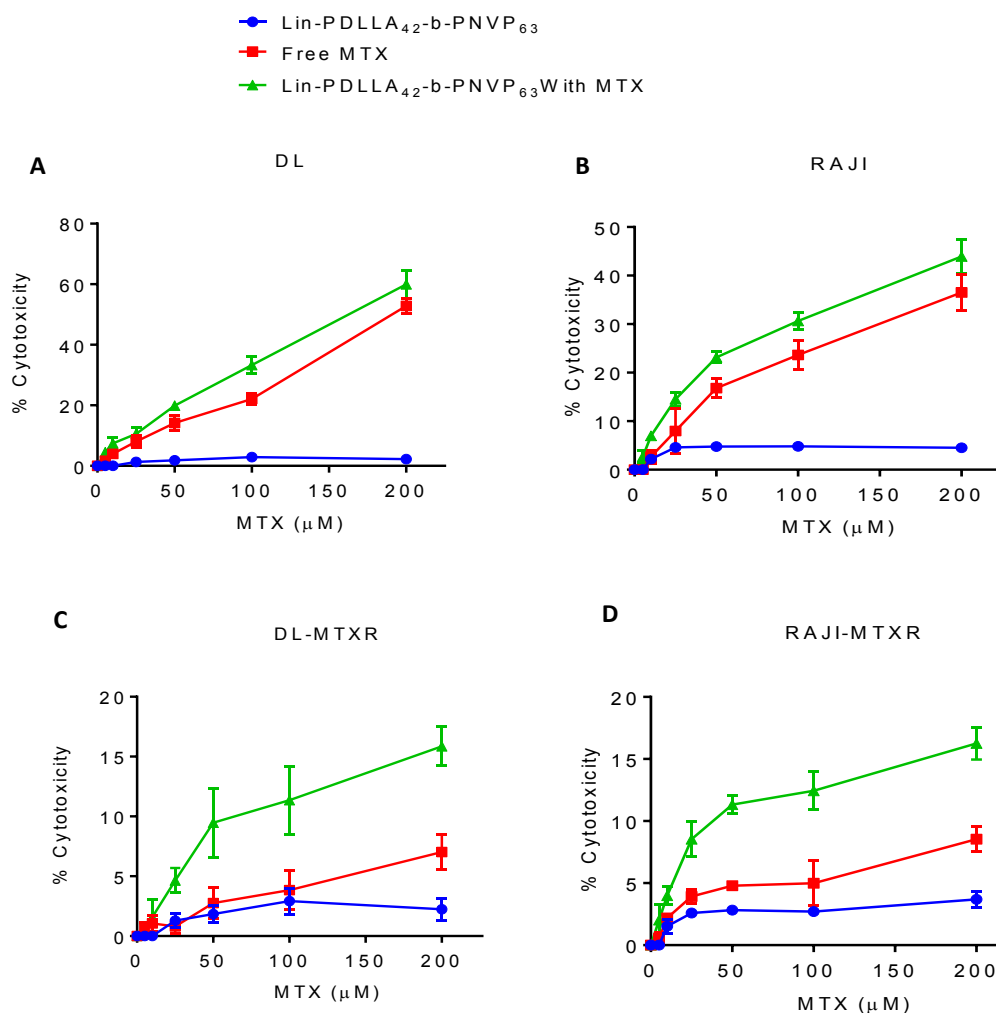 Lin-PDLLA₄₂-b-PNVP₆₃
Free MTX
Lin-PDLLA₄₂-b-PNVP₆₃With MTX
A
DL
% Cytotoxicity
80
60
40
20
0
0 50 100 150 200
MTX (μM)
B
RAJI
% Cytotoxicity
50
40
30
20
10
0
0 50 100 150 200
MTX (μM)
C
DL-MTXR
% Cytotoxicity
20
15
10
5
0
0 50 100 150 200
MTX (μM)
D
RAJI-MTXR
% Cytotoxicity
20
15
10
5
0
0 50 100 150 200
MTX (μM)